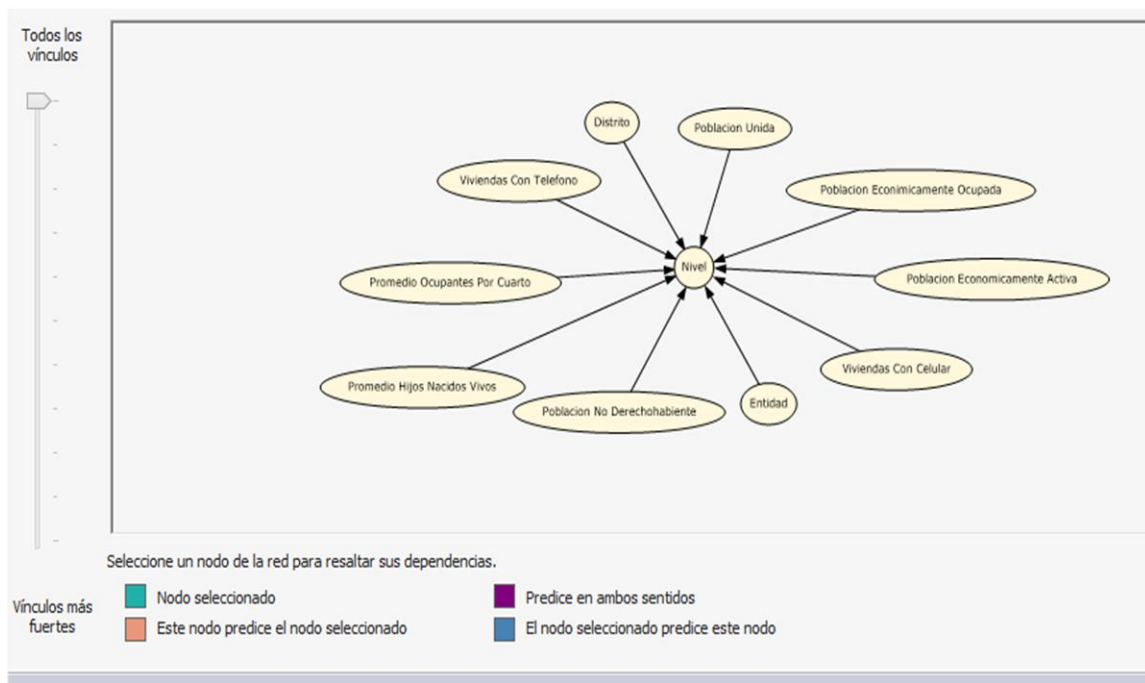 Todos los
vínculos
Distrito
Poblacion Unida
Viviendas Con Telefono
Poblacion Econimicamente Ocupada
Nivel
Promedio Ocupantes Por Cuarto
Poblacion Economicamente Activa
Viviendas Con Celular
Promedio Hijos Nacidos Vivos
Poblacion No Derechohabiente
Entidad
Seleccione un nodo de la red para resaltar sus dependencias.
Vínculos más
fuertes
Nodo seleccionado
Predice en ambos sentidos
Este nodo predice el nodo seleccionado
El nodo seleccionado predice este nodo